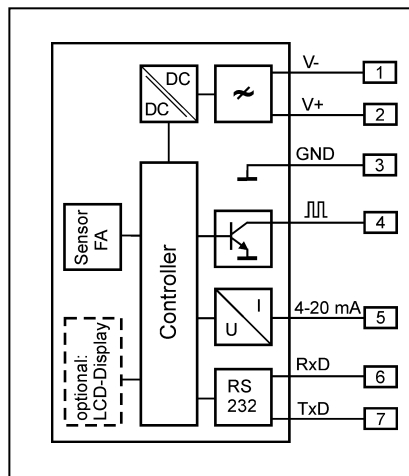 DC
DC
V-
1
V+
2
GND
3
4
Sensor
FA
Controller
U
I
4-20 mA
5
optional:
LCD-Display
RS
232
RxD
6
TxD
7